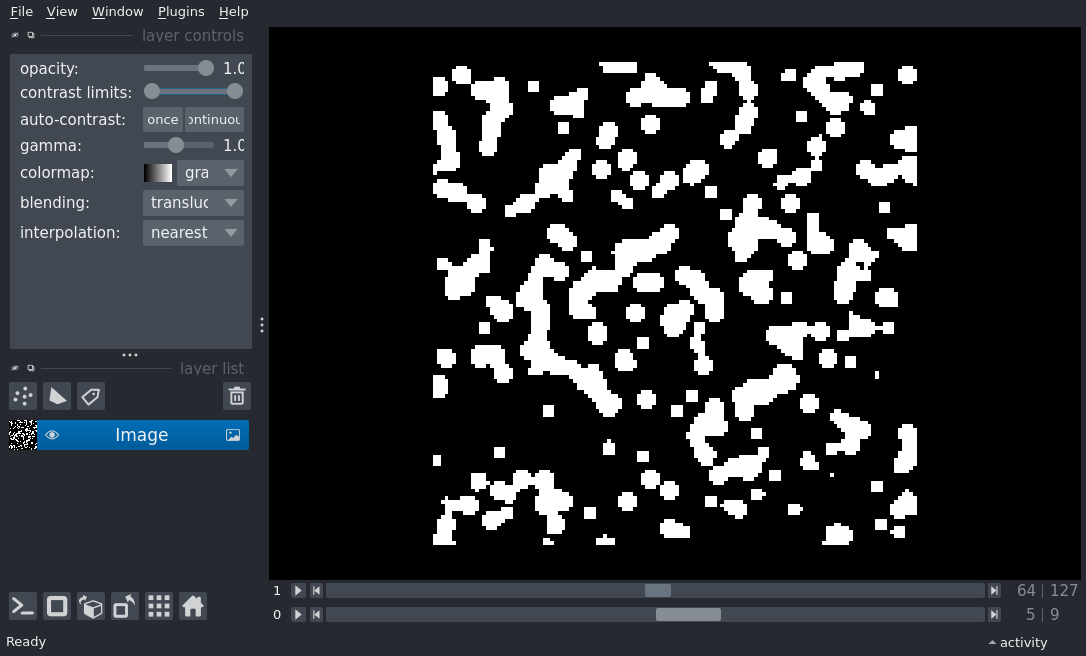 File View Window Plugins Help
layer controls
opacity: 1.0
contrast limits:
auto-contrast: once ontinuou
gamma: 1.0
colormap: gra
blending: transluc
interpolation: nearest
layer list
Image
1 64 | 127
0 5 | 9
Ready activity